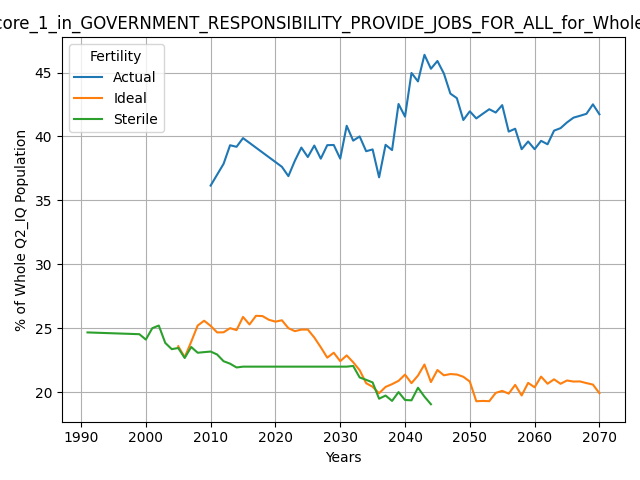 core_1_in_GOVERNMENT_RESPONSIBILITY_PROVIDE_JOBS_FOR_ALL_for_Whole
Fertility
Actual
Ideal
Sterile
% of Whole Q2_IQ Population
45
40
35
30
25
20
1990 2000 2010 2020 2030 2040 2050 2060 2070
Years